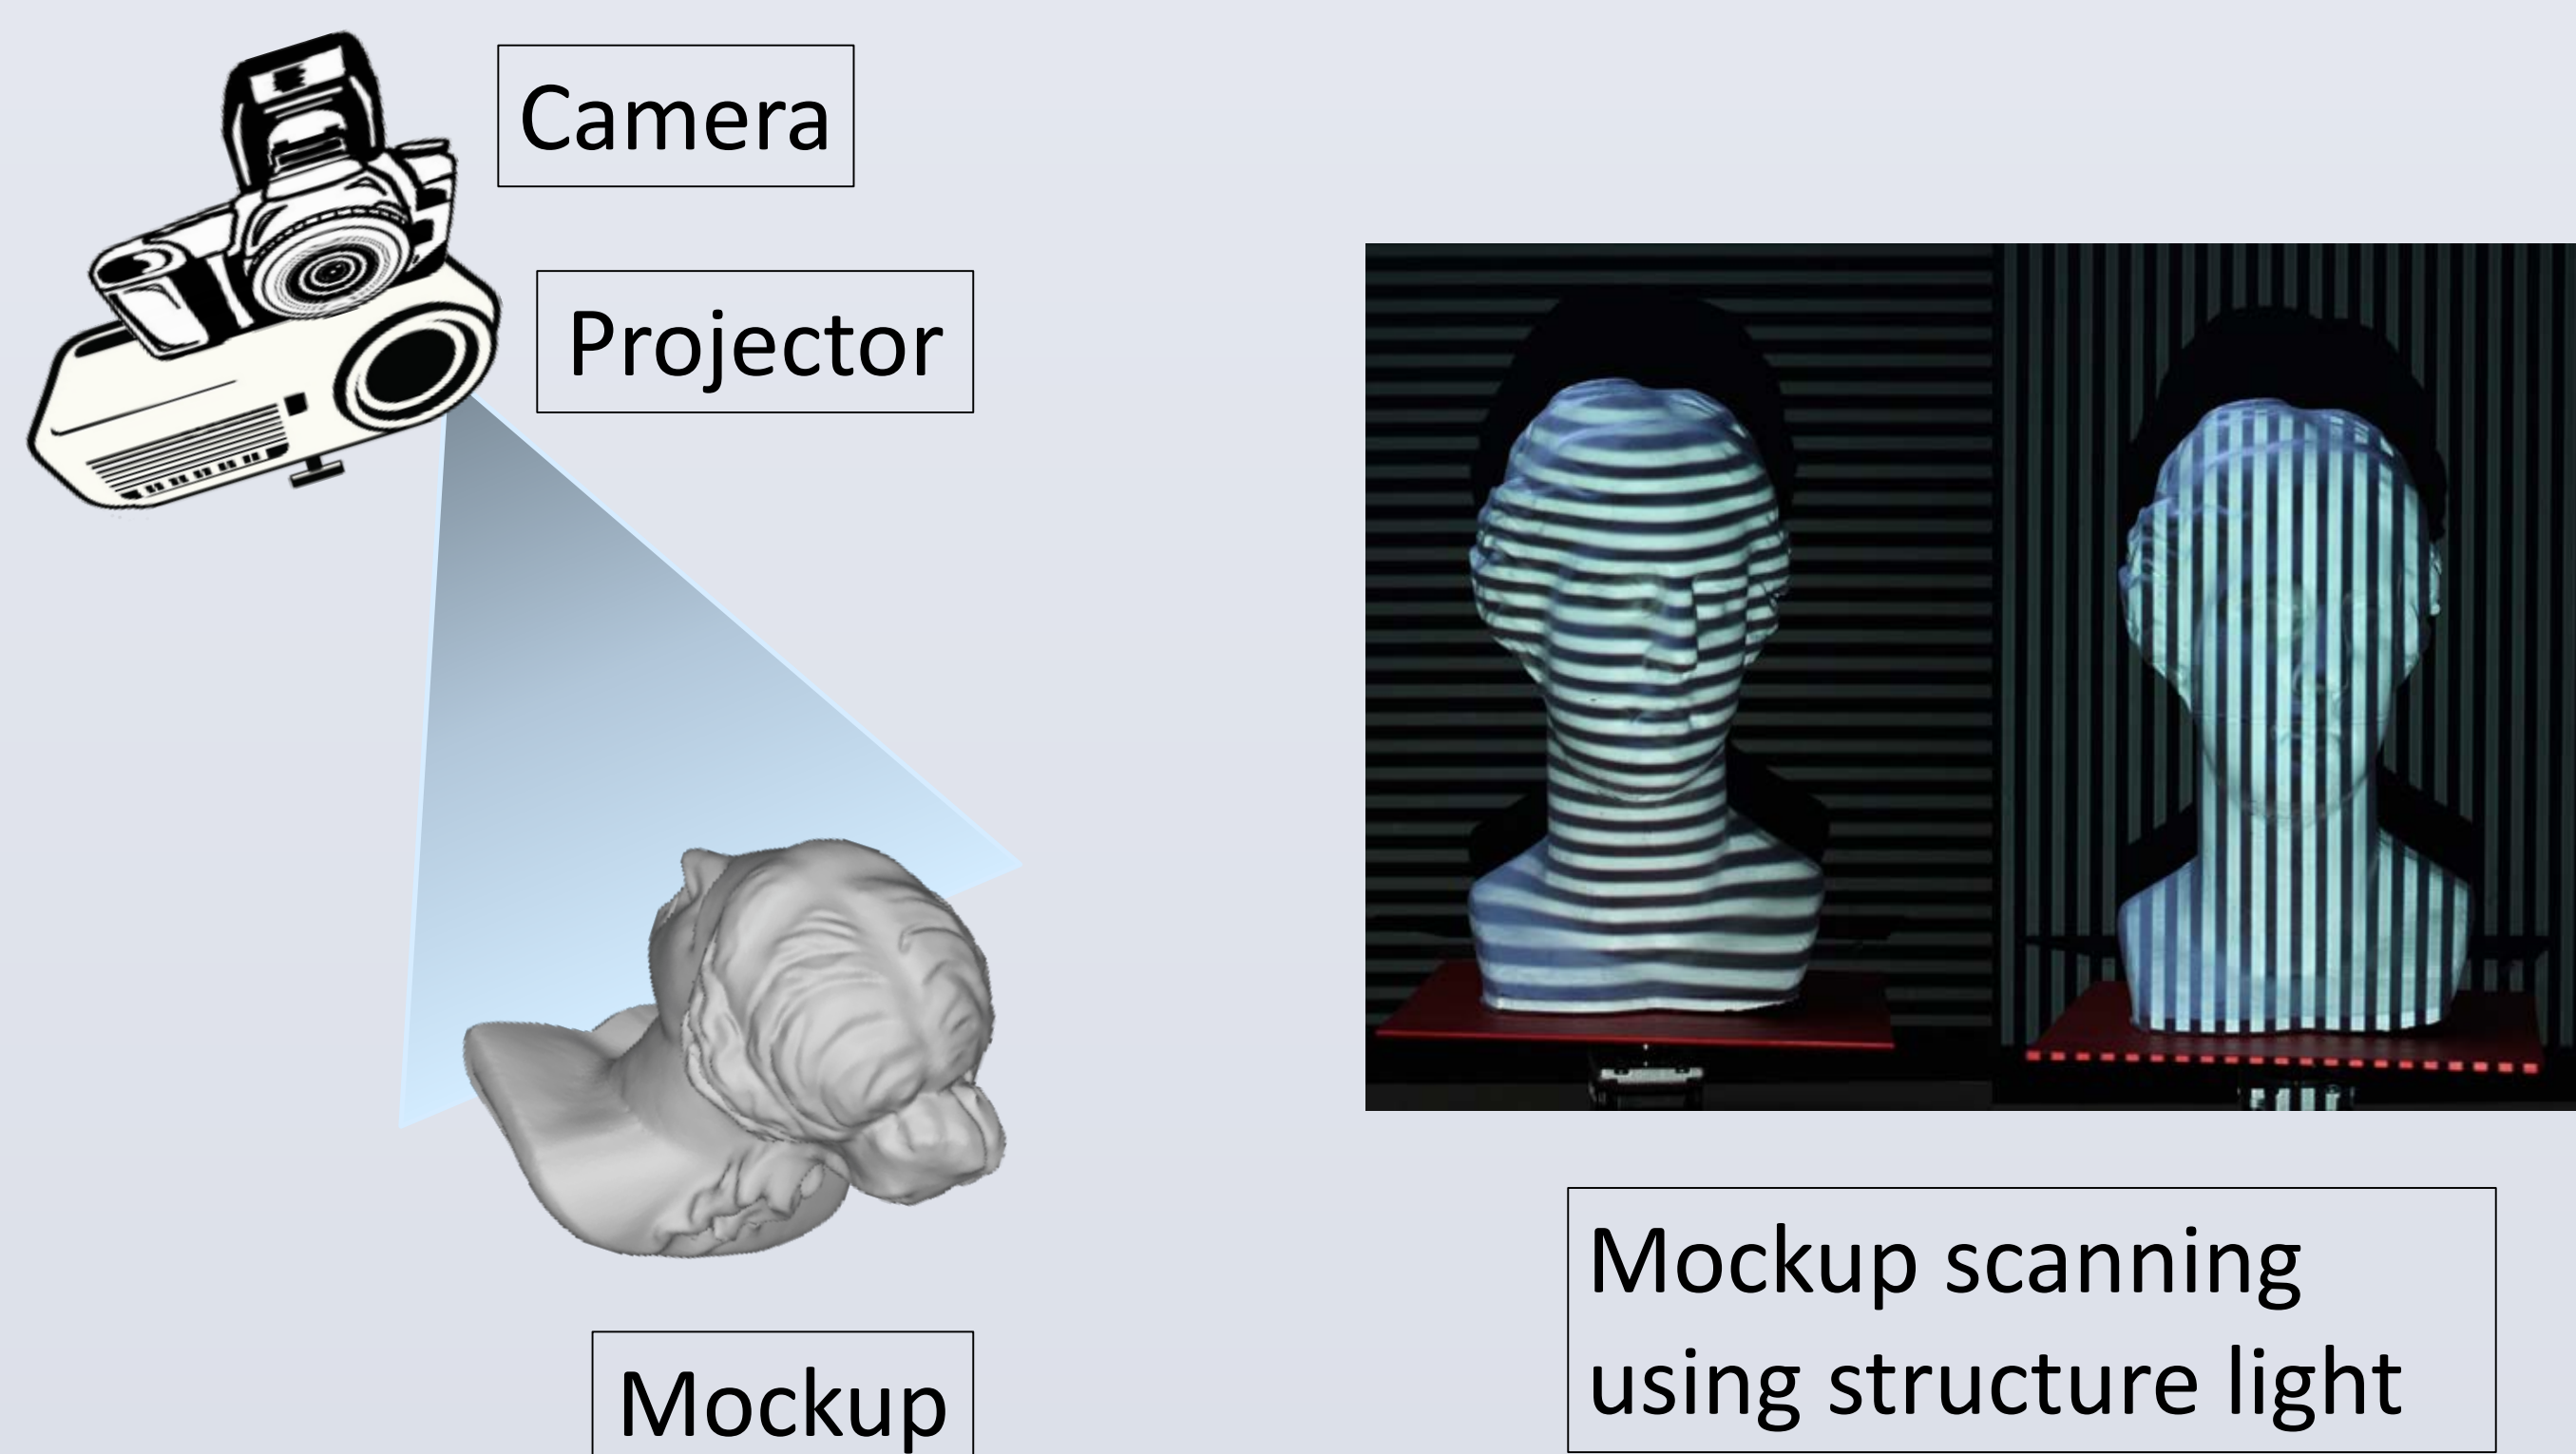 Camera
Projector
Mockup
Mockup scanning
using structure light